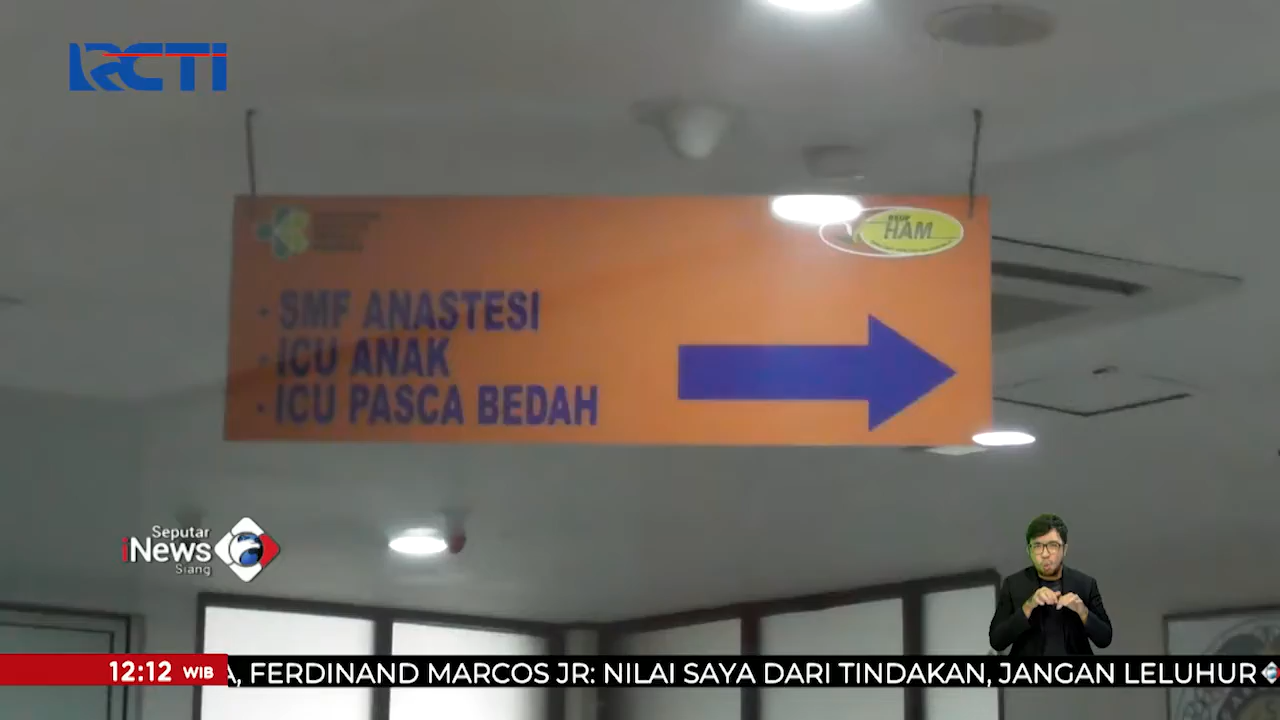 RCTI
RSUP
HAM
· SMF ANASTESI
· ICU ANAK
· ICU PASCA BEDAH
Seputar
iNews
Siang
12:12 WIB
A, FERDINAND MARCOS JR: NILAI SAYA DARI TINDAKAN, JANGAN LELUHUR